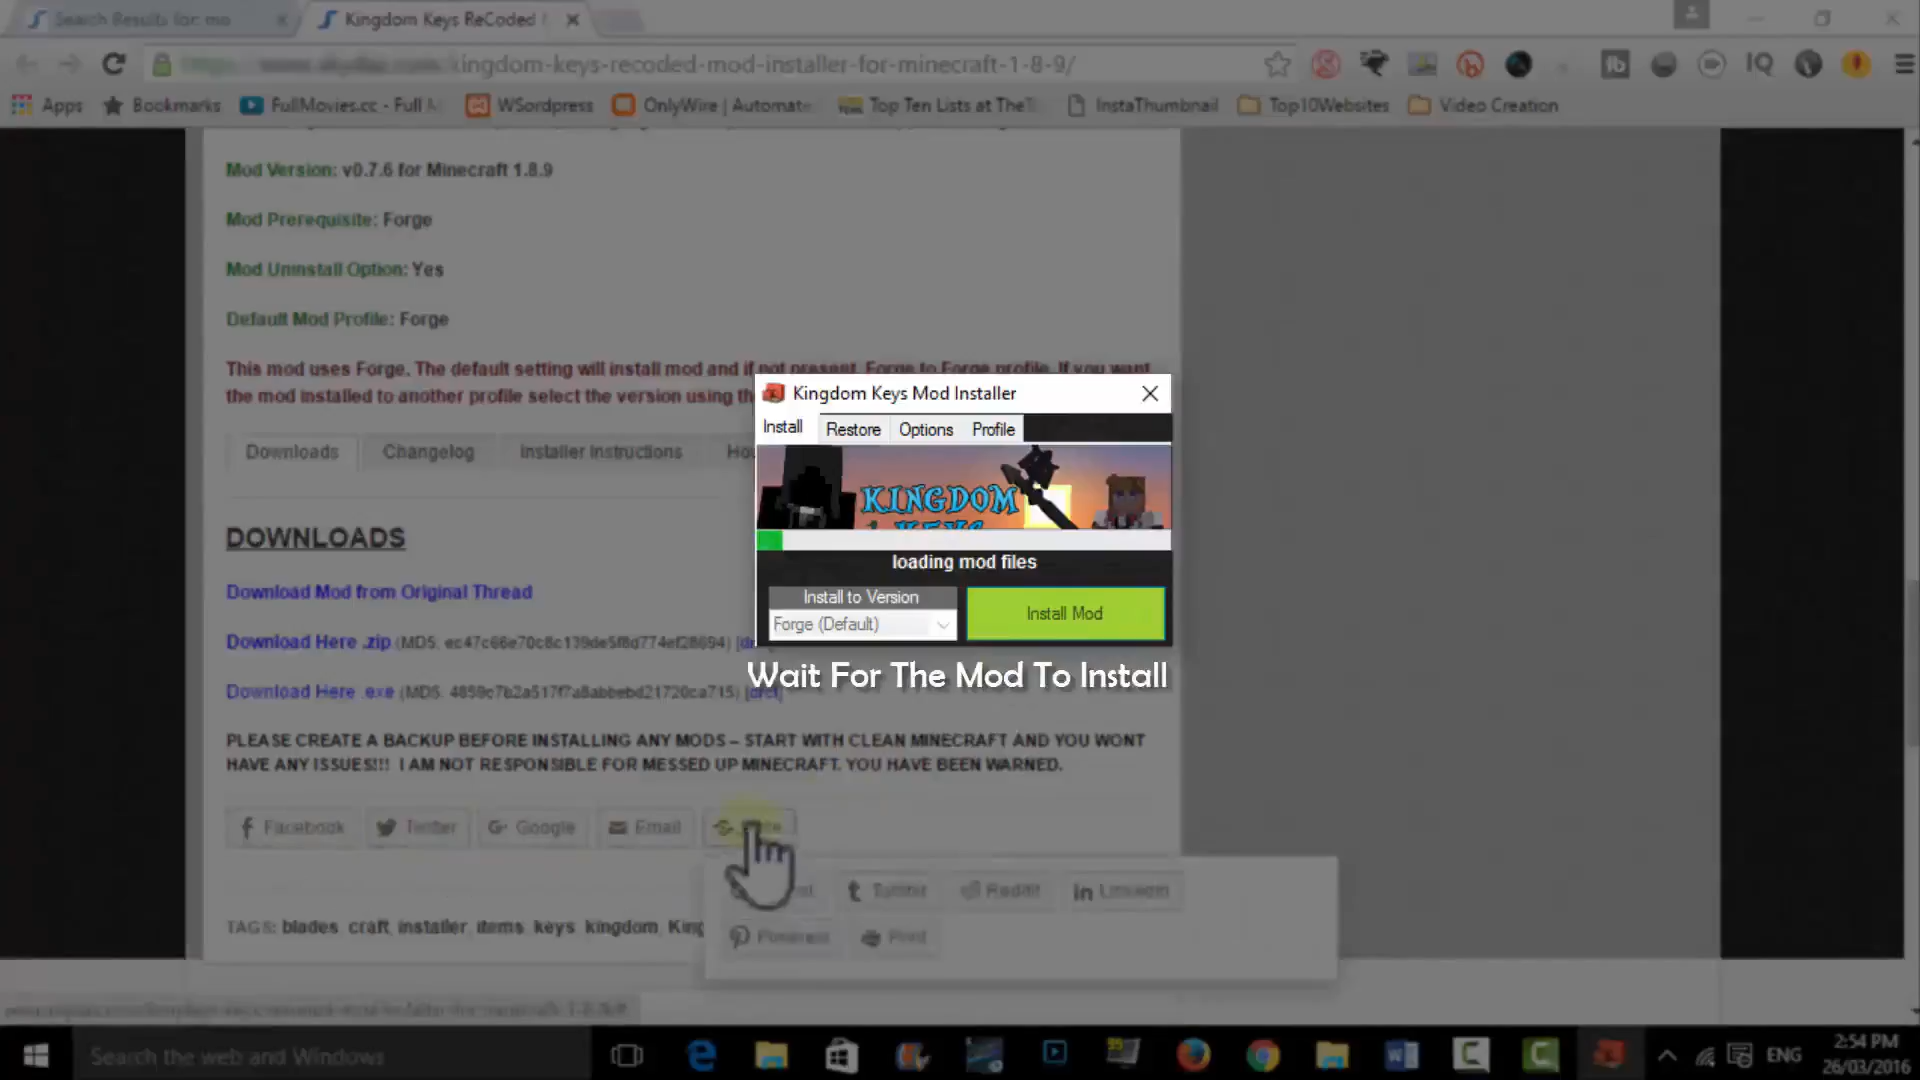 Search Results for: mo
Kingdom Keys ReCoded
kingdom-keys-recoded-mod-installer-for-minecraft-1-8-9/
Apps Bookmarks FullMovies.cc - Full WSordpress OnlyWire | Automate Top Ten Lists at TheT InstaThumbnail Top10Websites Video Creation
Mod Version: v0.7.6 for Minecraft 1.8.9
Mod Prerequisite: Forge
Mod Uninstall Option: Yes
Default Mod Profile: Forge
This mod uses Forge. The default setting will install mod and if not present, Forge to Forge profile. If you want
the mod installed to another profile select the version using the
Downloads Changelog Installer Instructions
DOWNLOADS
Download Mod from Original Thread
Download Here .zip
Download Here .exe
PLEASE CREATE A BACKUP BEFORE INSTALLING ANY MODS – START WITH CLEAN MINECRAFT AND YOU WONT
HAVE ANY ISSUES!!! I AM NOT RESPONSIBLE FOR MESSED UP MINECRAFT. YOU HAVE BEEN WARNED.
Facebook Twitter Google Email
Tumblr Reddit LinkedIn
Pinterest Print
TAGS: blades craft installer items keys kingdom King
Kingdom Keys Mod Installer
Install Restore Options Profile
KINGDOM
KEYS
loading mod files
Install to Version
Forge (Default)
Install Mod
Wait For The Mod To Install
Search the web and Windows
ENG
2:54 PM
26/03/2016